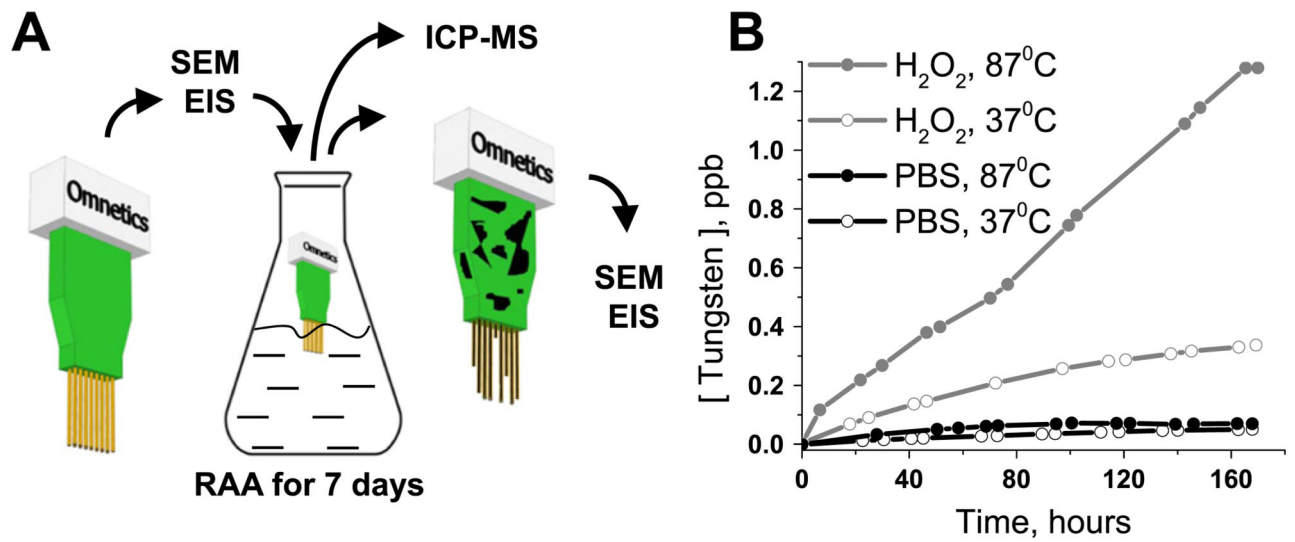 A
SEM
EIS
ICP-MS
Omnetics
Omnetics
Omnetics
SEM
EIS
RAA for 7 days
B
H₂O₂, 87⁰C
H₂O₂, 37⁰C
PBS, 87⁰C
PBS, 37⁰C
[ Tungsten ], ppb
1.2
1.0
0.8
0.6
0.4
0.2
0.0
0 40 80 120 160
Time, hours